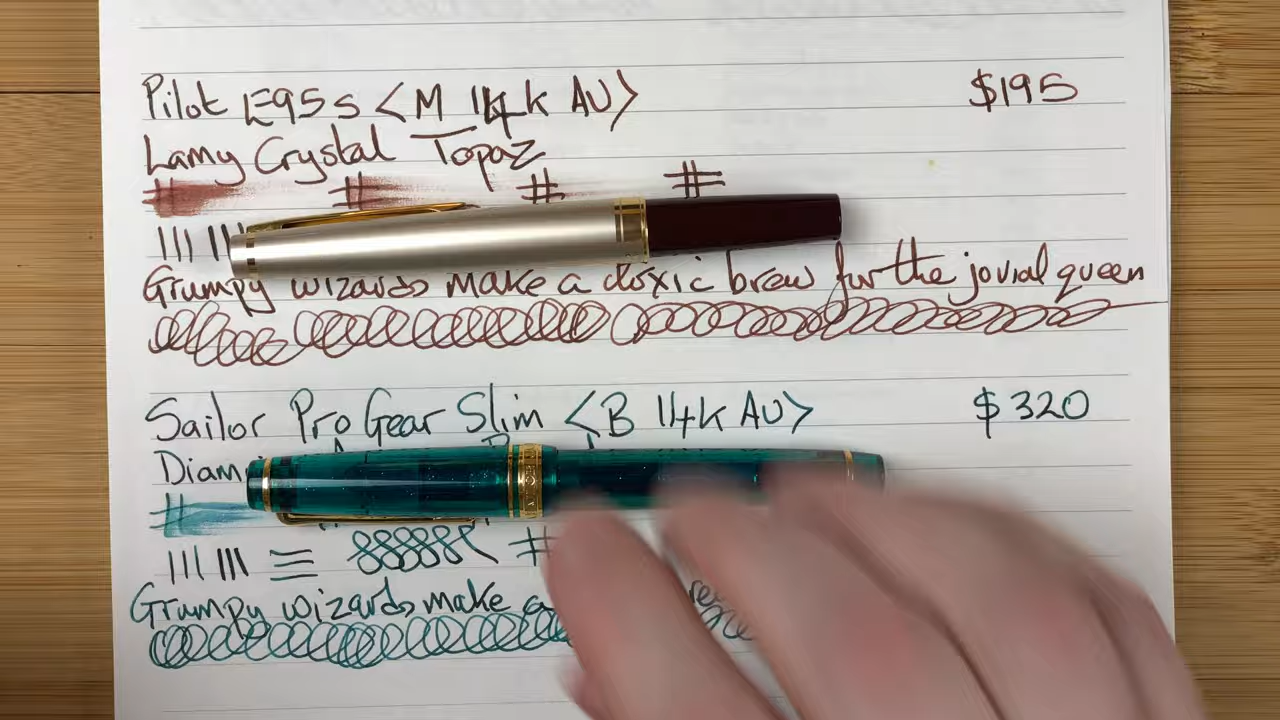 Pilot E95s <M 14k AU> $195
Lamy Crystal Topaz
Grumpy wizards make a toxic brew for the jovial queen
Sailor Pro Gear Slim <B 14k AU> $320
Grumpy wizards make a